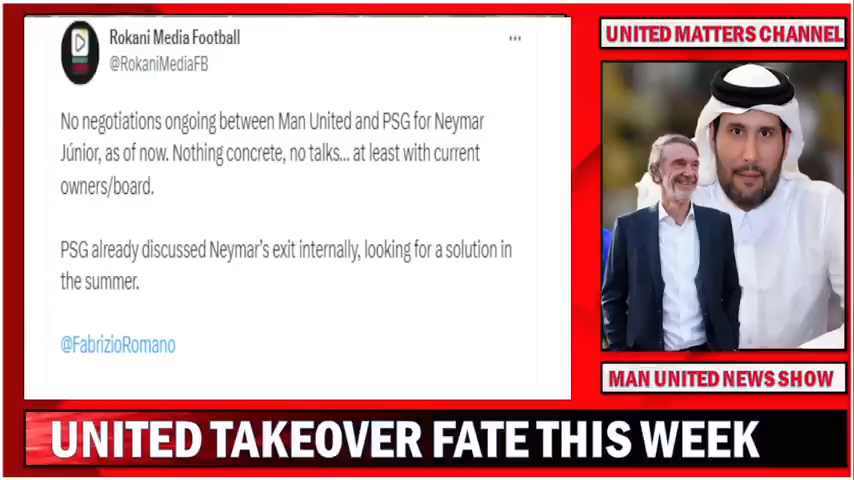 Rokani Media Football
@RokaniMediaFB
No negotiations ongoing between Man United and PSG for Neymar
Júnior, as of now. Nothing concrete, no talks... at least with current
owners/board.
PSG already discussed Neymar's exit internally, looking for a solution in
the summer.
@FabrizioRomano
UNITED MATTERS CHANNEL
MAN UNITED NEWS SHOW
UNITED TAKEOVER FATE THIS WEEK